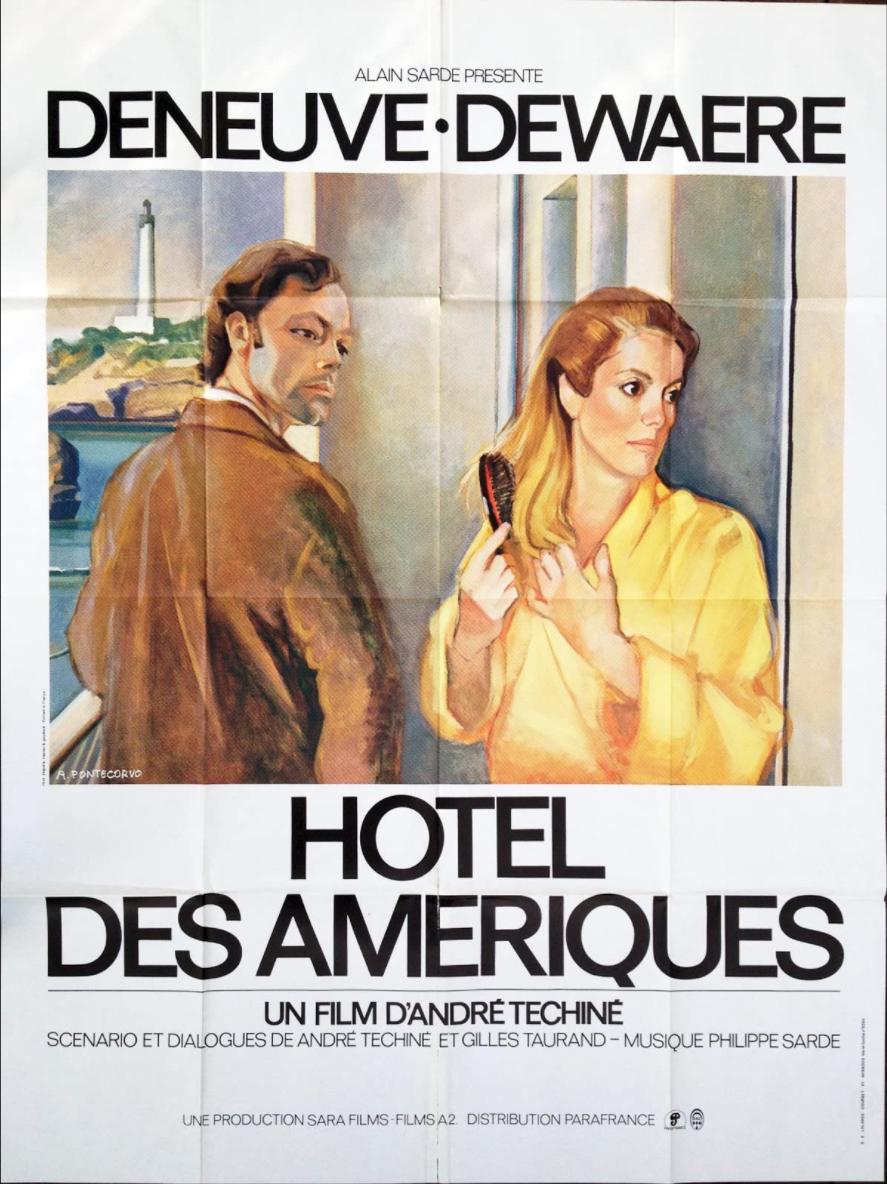 ALAIN SARDE PRESENTE
DENEUVE•DEWAERE
A. PONTECORVO
HOTEL
DES AMERIQUES
UN FILM D'ANDRÉ TECHINÉ
SCENARIO ET DIALOGUES DE ANDRÉ TECHINÉ ET GILLES TAURAND – MUSIQUE PHILIPPE SARDE
UNE PRODUCTION SARA FILMS-FILMS A2. DISTRIBUTION PARAFRANCE